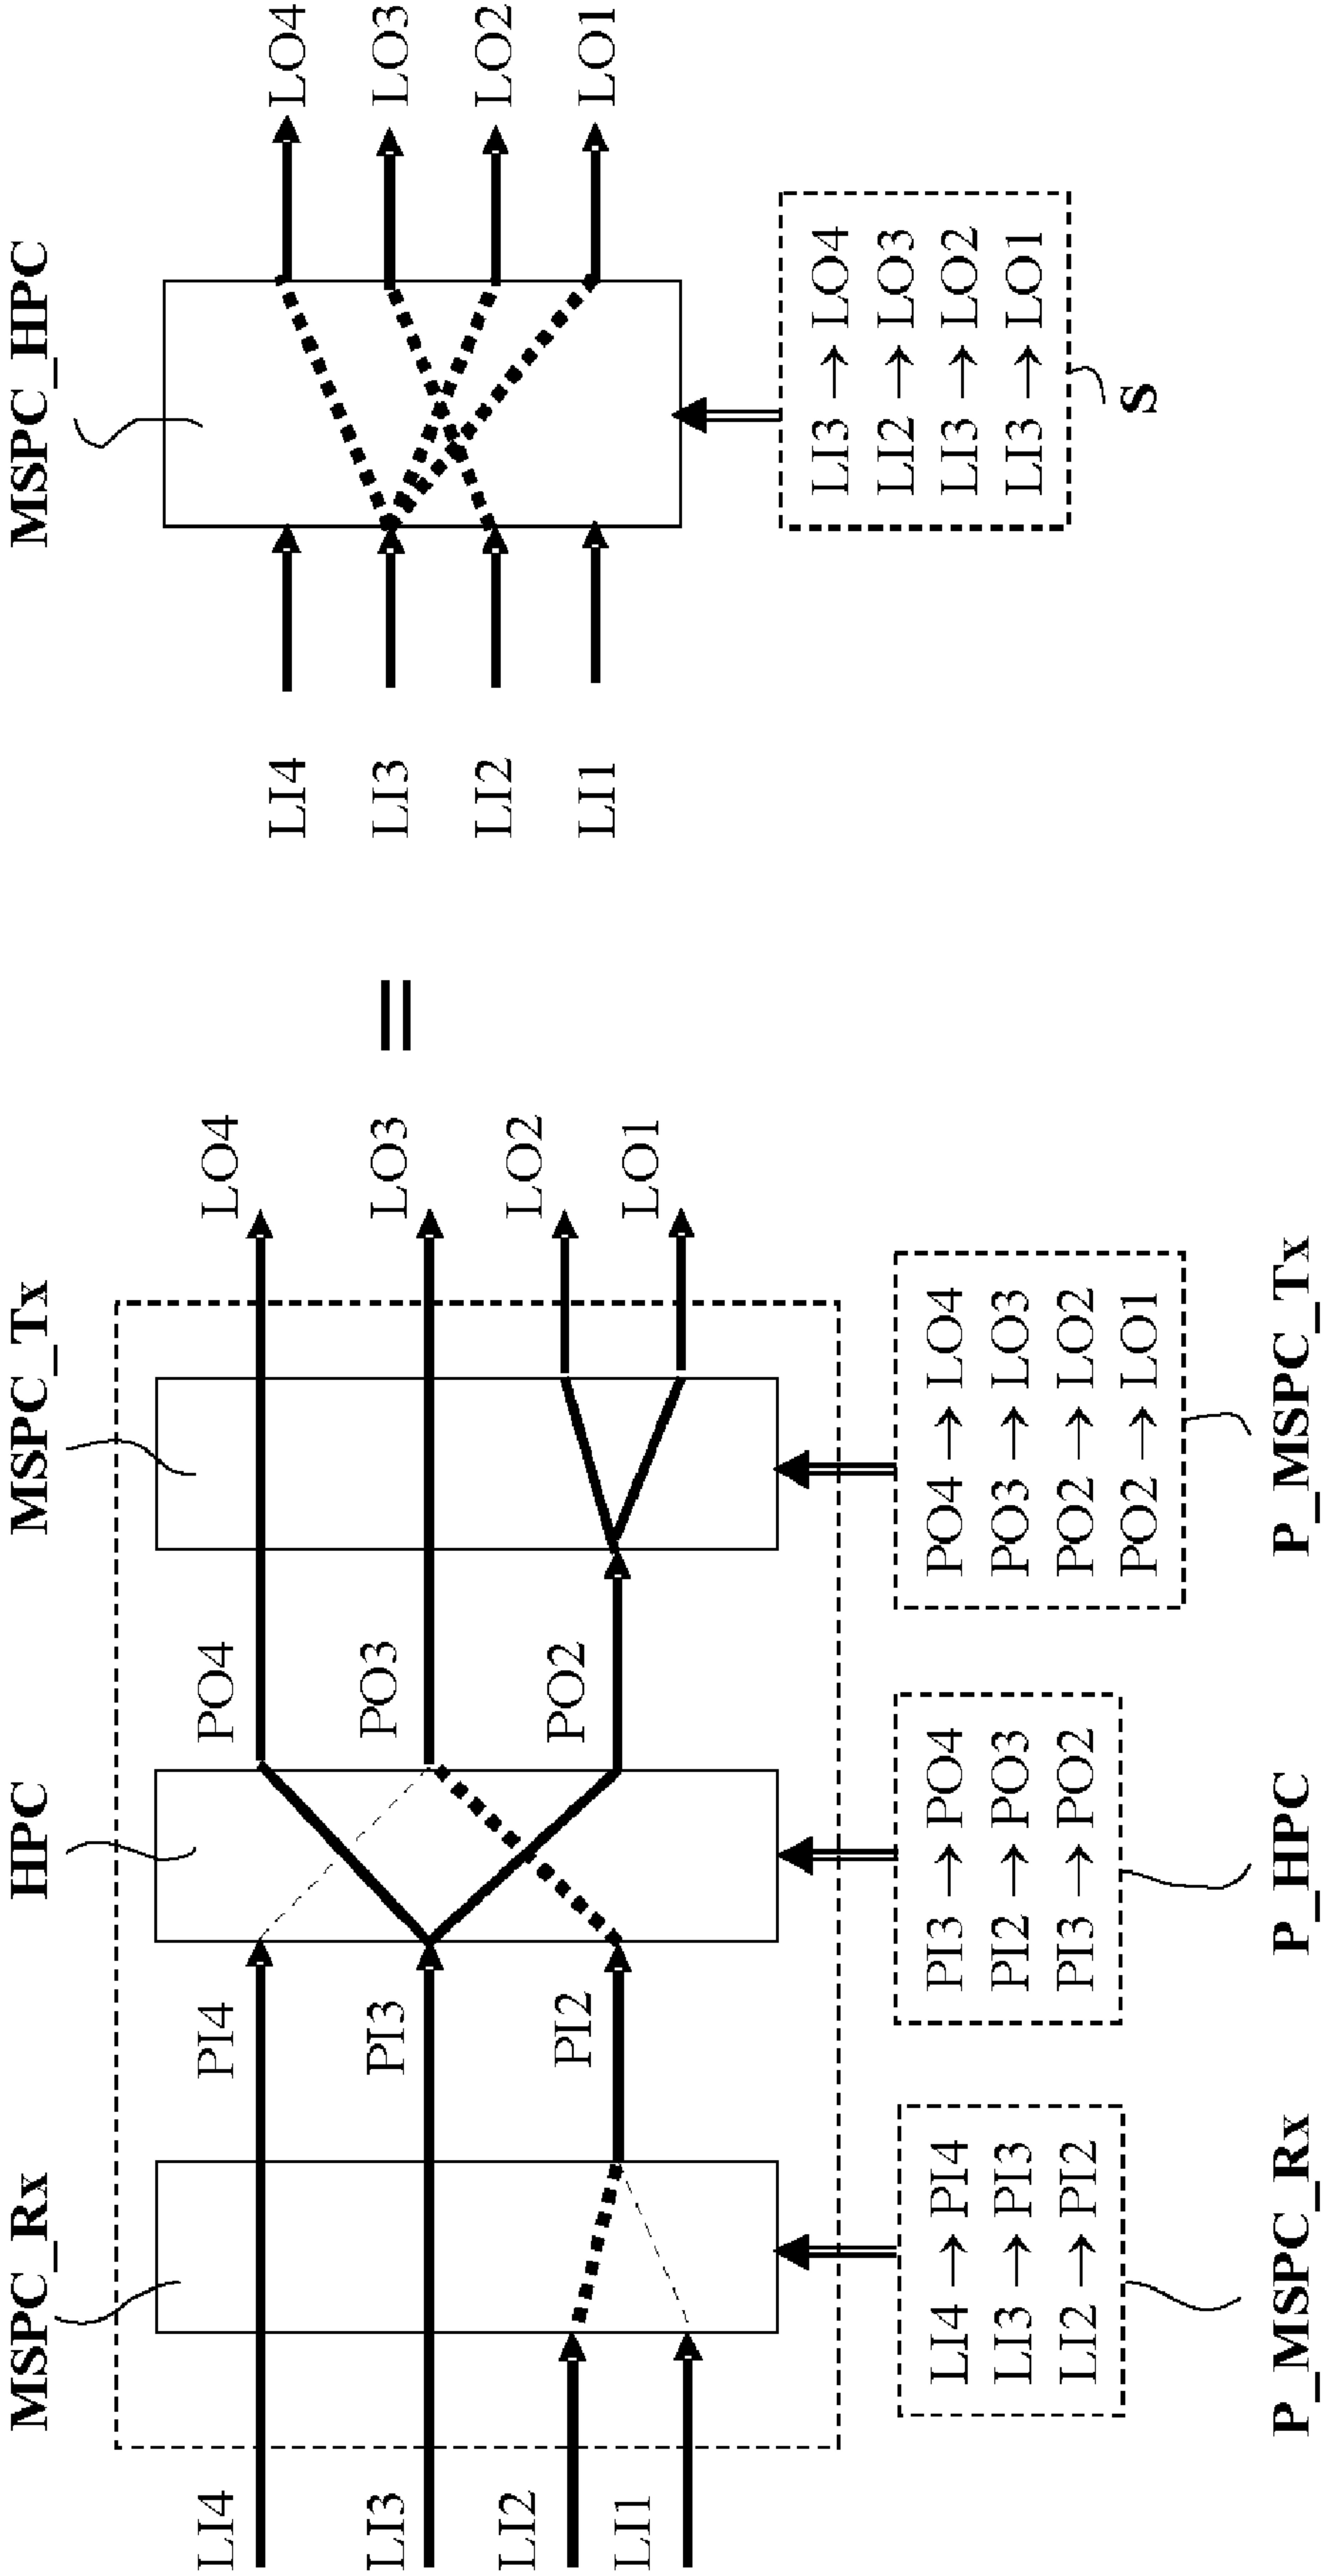 MSPC_Rx
HPC
MSPC_Tx
LI4
PI4
PO4
LO4
LI3
PI3
PO3
LO3
LI2
PI2
PO2
LO2
LI1
LO1
LI4 → PI4
LI3 → PI3
LI2 → PI2
P_MSPC_Rx
PI3 → PO4
PI2 → PO3
PI3 → PO2
P_HPC
PO4 → LO4
PO3 → LO3
PO2 → LO2
PO2 → LO1
P_MSPC_Tx
=
MSPC_HPC
LI4
LO4
LI3
LO3
LI2
LO2
LI1
LO1
LI3 → LO4
LI2 → LO3
LI3 → LO2
LI3 → LO1
S